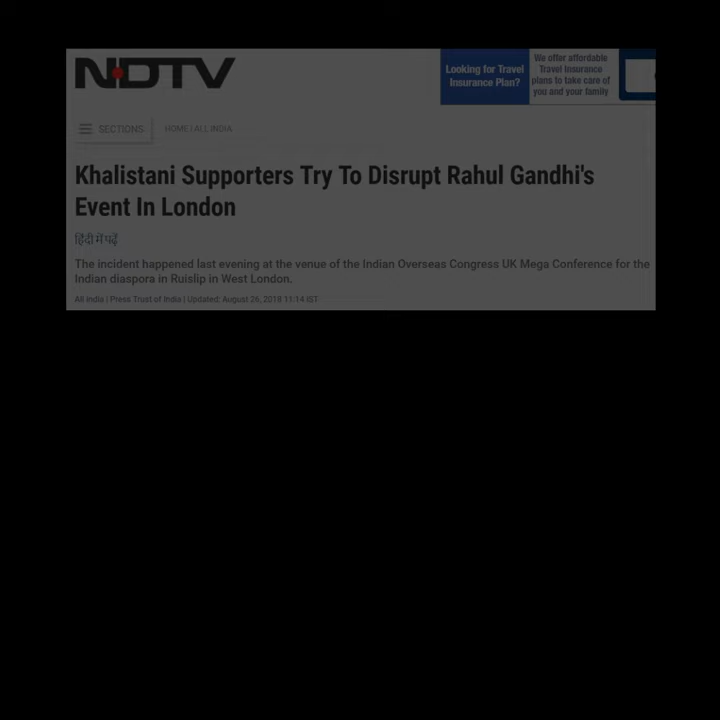 NDTV
Looking for Travel
Insurance Plan?
We offer affordable
Travel Insurance
plans to take care of
you and your family
SECTIONS
HOME | ALL INDIA
Khalistani Supporters Try To Disrupt Rahul Gandhi's
Event In London
हिंदी में पढ़ें
The incident happened last evening at the venue of the Indian Overseas Congress UK Mega Conference for the
Indian diaspora in Ruislip in West London.
All India | Press Trust of India | Updated: August 26, 2018 11:14 IST